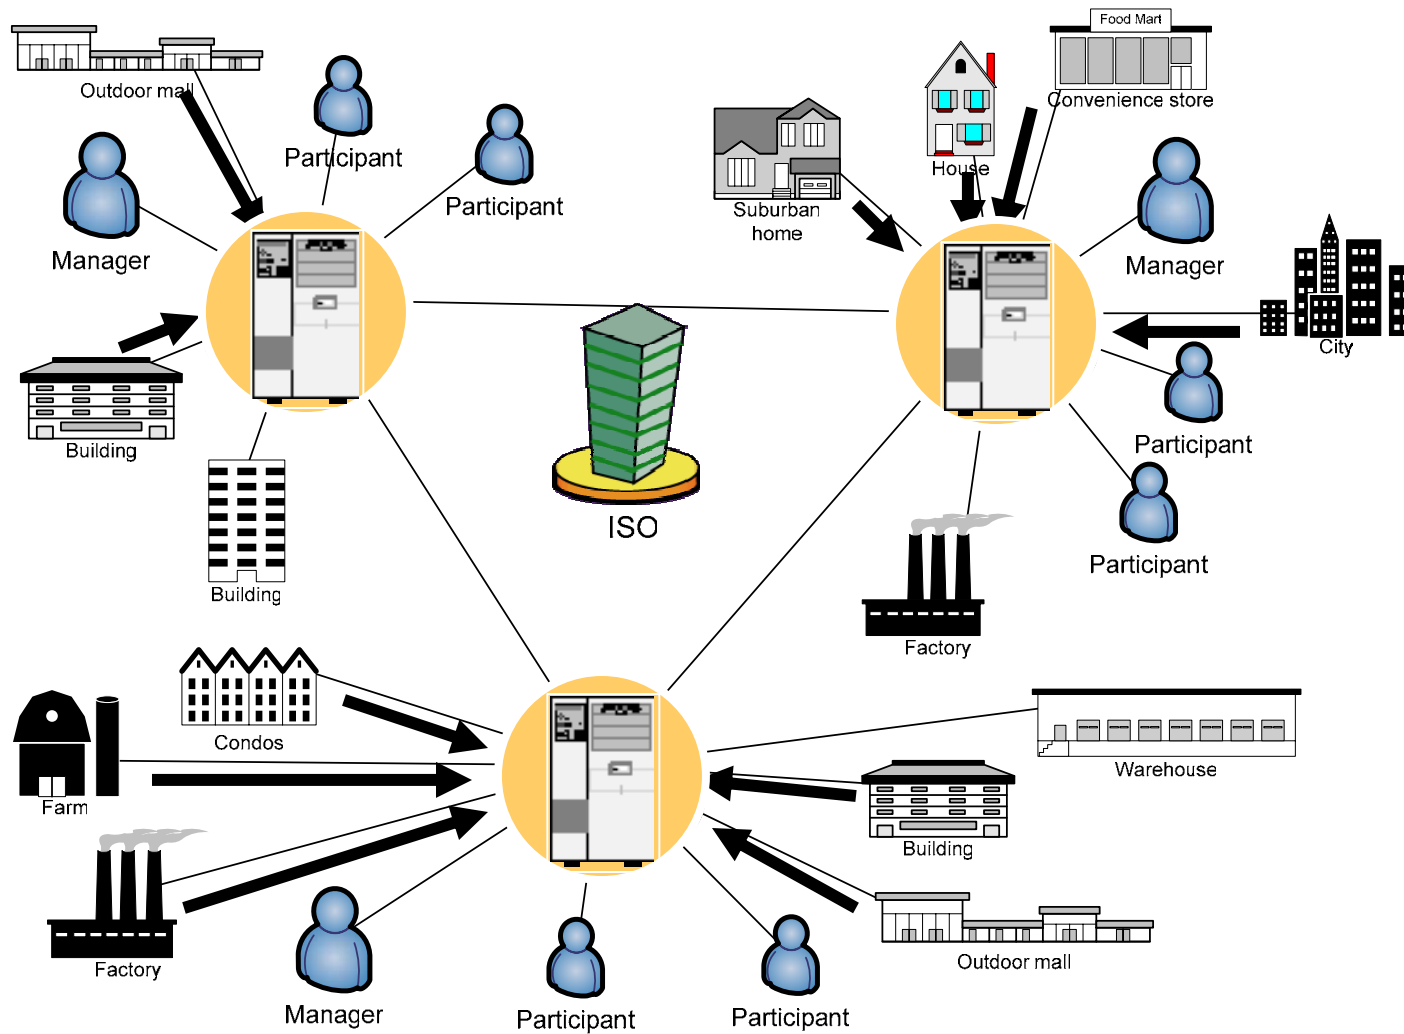 Food Mart
Outdoor mall
Convenience store
Participant
House
Participant
Suburban
home
Manager
Manager
City
Building
Participant
ISO
Participant
Building
Factory
Condos
Warehouse
Farm
Building
Factory
Outdoor mall
Manager
Participant
Participant